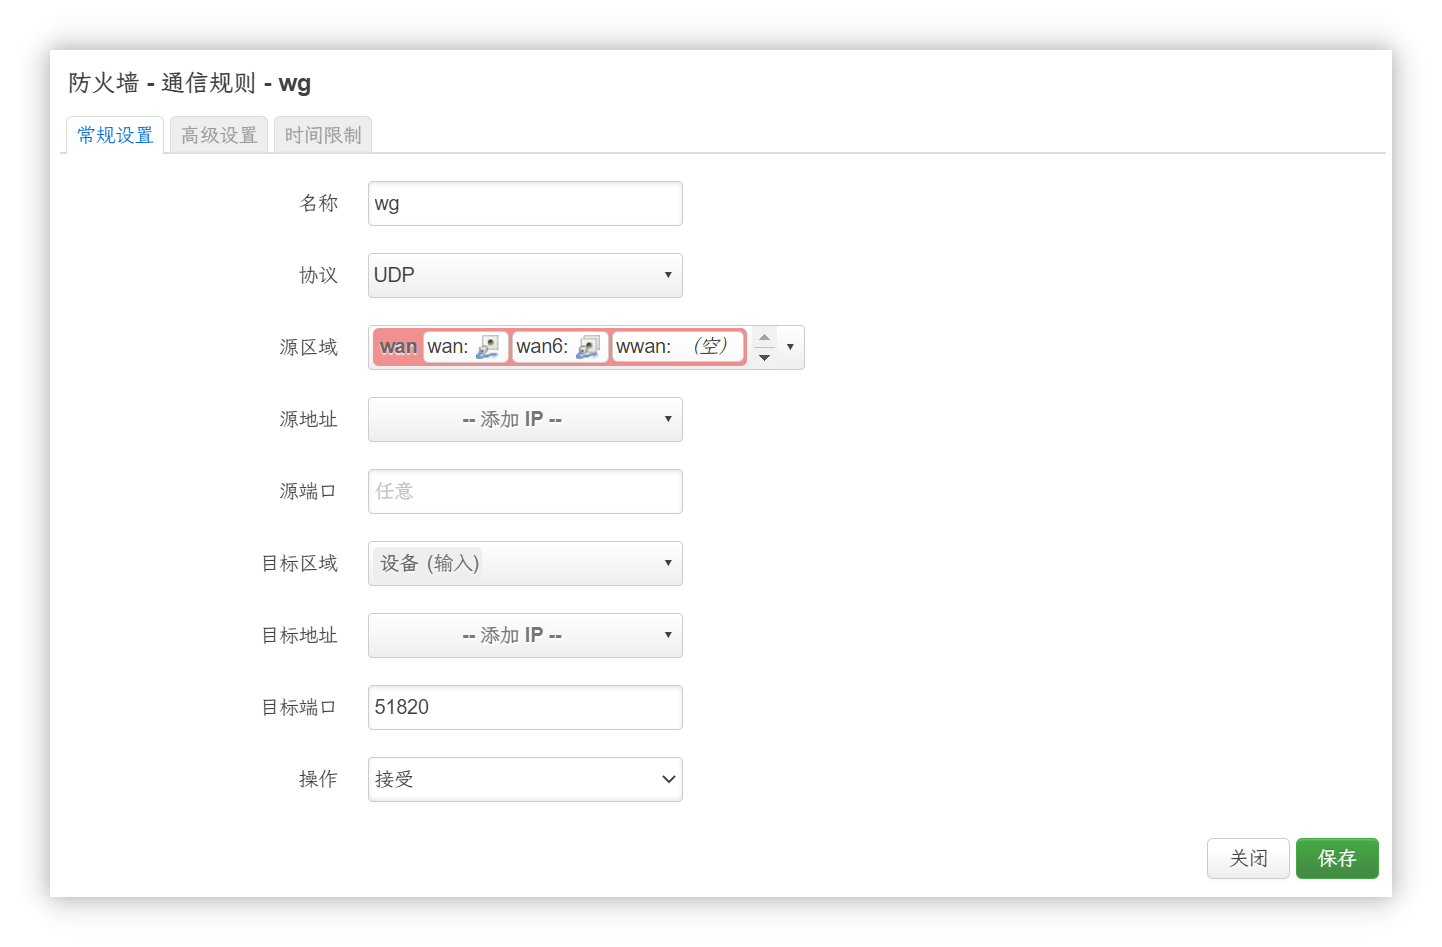 防火墙 - 通信规则 - wg
常规设置 高级设置 时间限制
名称 wg
协议 UDP
源区域 wan wan: wan6: wwan: （空）
源地址 -- 添加 IP --
源端口 任意
目标区域 设备 (输入)
目标地址 -- 添加 IP --
目标端口 51820
操作 接受
关闭 保存